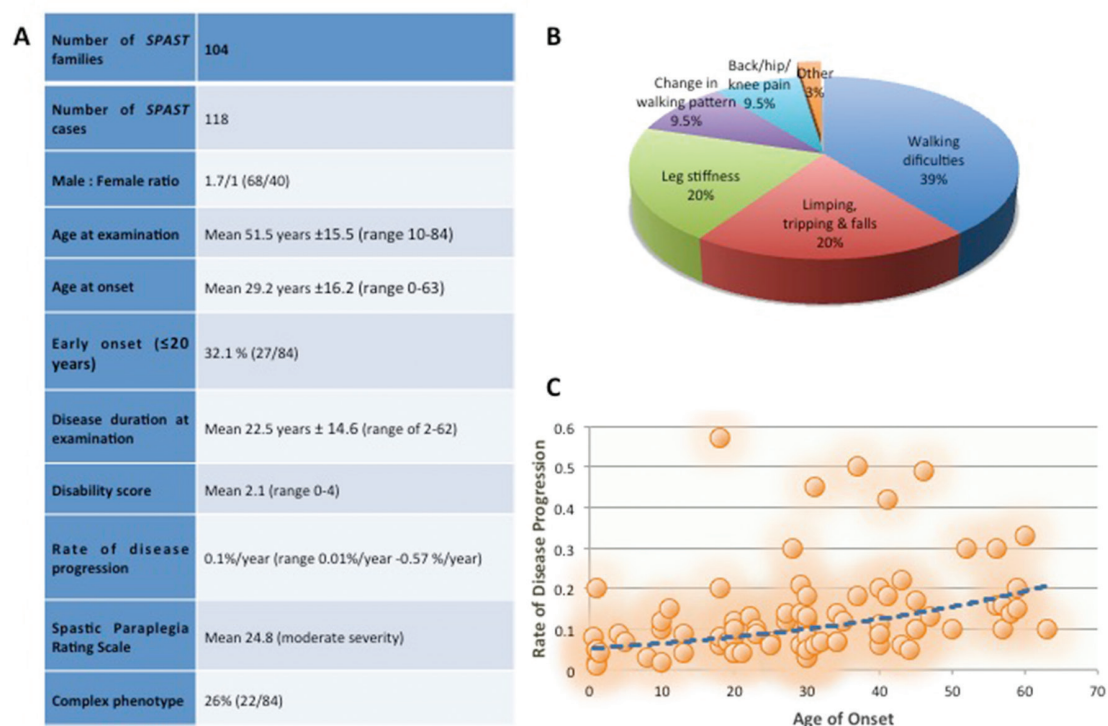 A
Number of SPAST
families
104
Number of SPAST
cases
118
Male : Female ratio
1.7/1 (68/40)
Age at examination
Mean 51.5 years ±15.5 (range 10-84)
Age at onset
Mean 29.2 years ±16.2 (range 0-63)
Early onset (≤20
years)
32.1 % (27/84)
Disease duration at
examination
Mean 22.5 years ± 14.6 (range of 2-62)
Disability score
Mean 2.1 (range 0-4)
Rate of disease
progression
0.1%/year (range 0.01%/year -0.57 %/year)
Spastic Paraplegia
Rating Scale
Mean 24.8 (moderate severity)
Complex phenotype
26% (22/84)
B
Back/hip/
knee pain
9.5%
Other
3%
Change in
walking pattern
9.5%
Walking
dificulties
39%
Leg stiffness
20%
Limping,
tripping & falls
20%
C
Rate of Disease Progression
0.6
0.5
0.4
0.3
0.2
0.1
0
0
10
20
30
40
50
60
70
Age of Onset